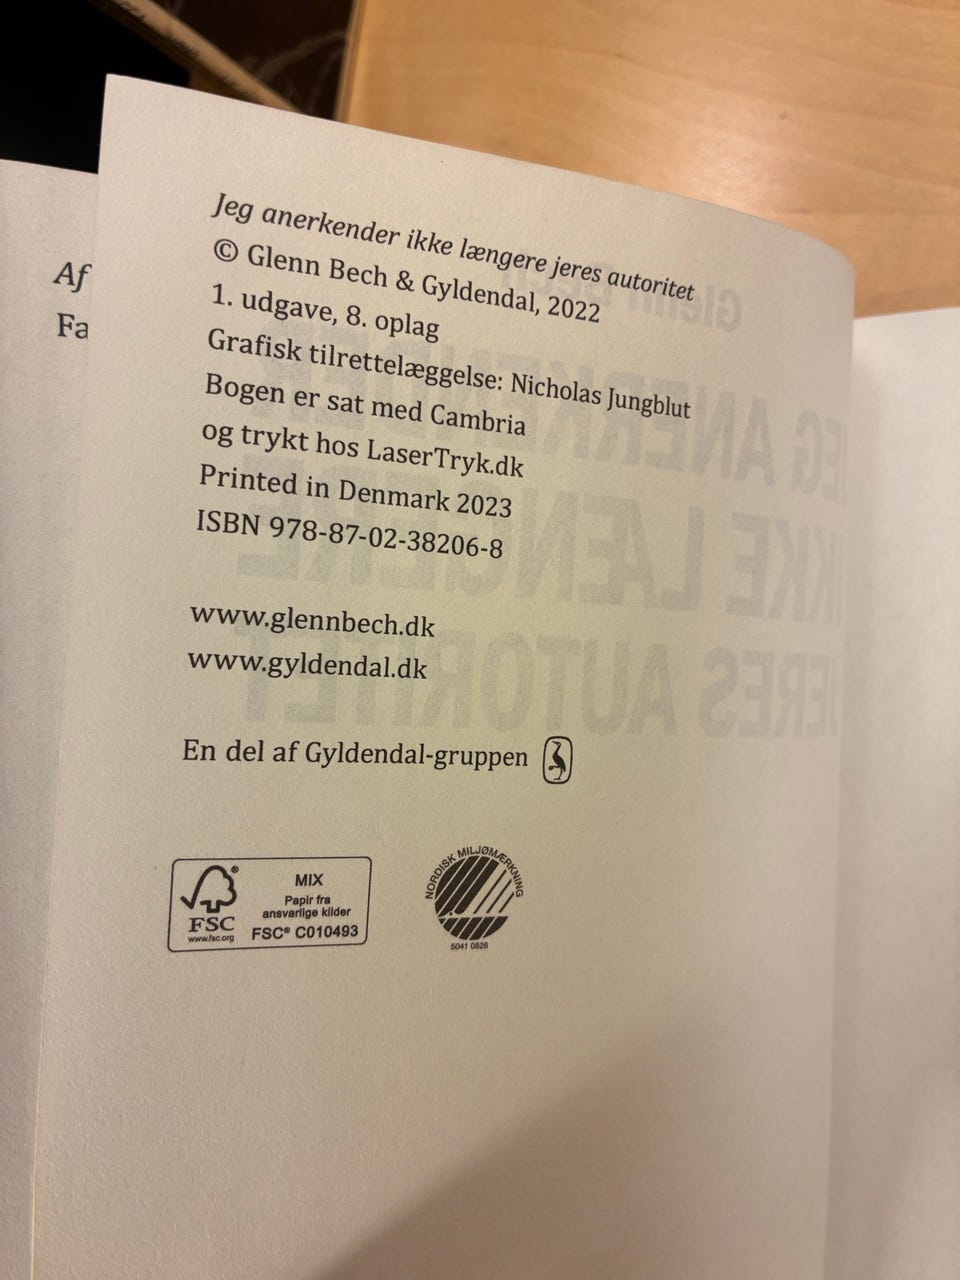 Af
Fa
Jeg anerkender ikke længere jeres autoritet
© Glenn Bech & Gyldendal, 2022
1. udgave, 8. oplag
Grafisk tilrettelæggelse: Nicholas Jungblut
Bogen er sat med Cambria
og trykt hos LaserTryk.dk
Printed in Denmark 2023
ISBN 978-87-02-38206-8
www.glennbech.dk
www.gyldendal.dk
En del af Gyldendal-gruppen
FSC
www.fsc.org
MIX
Papir fra
ansvarlige kilder
FSC® C010493
NORDISK MILJØMÆRKNING
5041 0826